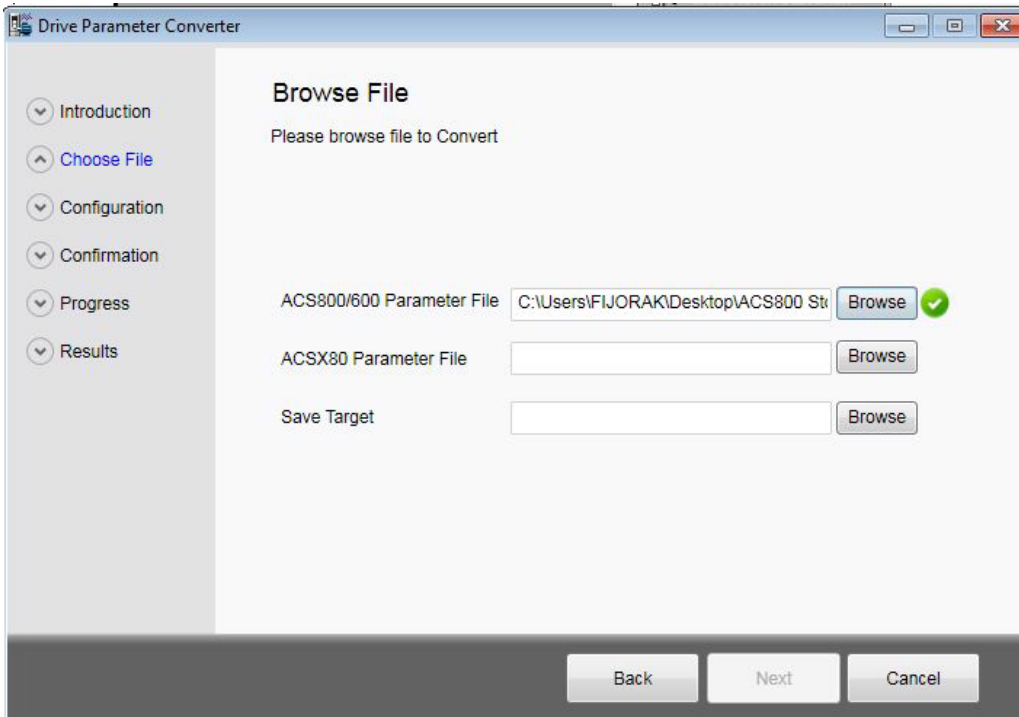 Drive Parameter Converter
Introduction
Choose File
Configuration
Confirmation
Progress
Results
Browse File
Please browse file to Convert
ACS800/600 Parameter File C:\Users\FIJORAK\Desktop\ACS800 Sto Browse
ACSX80 Parameter File Browse
Save Target Browse
Back Next Cancel